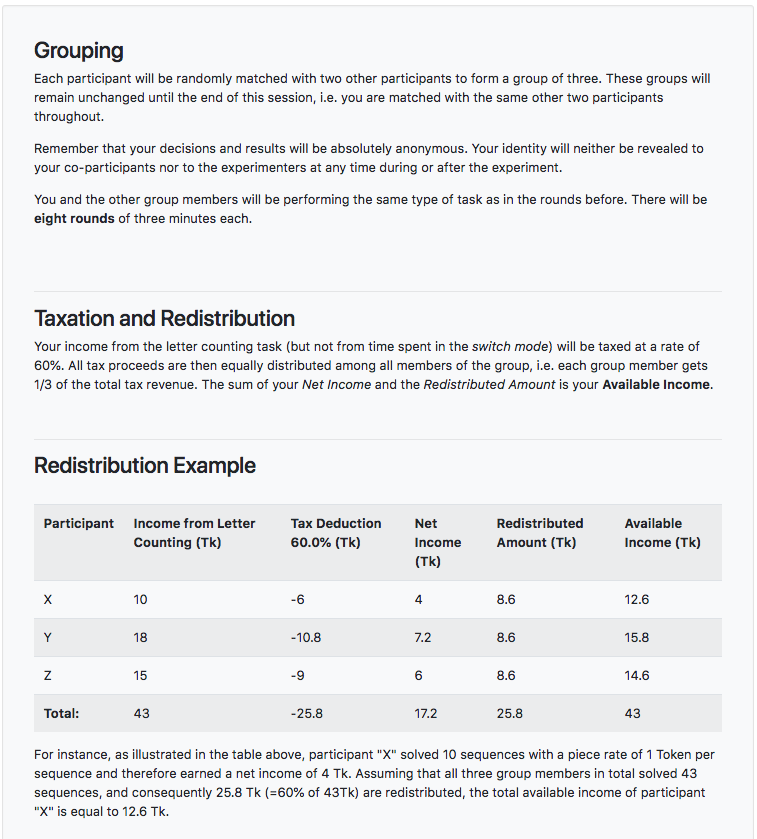 Grouping
Each participant will be randomly matched with two other participants to form a group of three. These groups will
remain unchanged until the end of this session, i.e. you are matched with the same other two participants
throughout.
Remember that your decisions and results will be absolutely anonymous. Your identity will neither be revealed to
your co-participants nor to the experimenters at any time during or after the experiment.
You and the other group members will be performing the same type of task as in the rounds before. There will be
eight rounds of three minutes each.
Taxation and Redistribution
Your income from the letter counting task (but not from time spent in the switch mode) will be taxed at a rate of
60%. All tax proceeds are then equally distributed among all members of the group, i.e. each group member gets
1/3 of the total tax revenue. The sum of your Net Income and the Redistributed Amount is your Available Income.
Redistribution Example
Participant Income from Letter Counting (Tk) Tax Deduction 60.0% (Tk) Net Income (Tk) Redistributed Amount (Tk) Available Income (Tk)
X 10 -6 4 8.6 12.6
Y 18 -10.8 7.2 8.6 15.8
Z 15 -9 6 8.6 14.6
Total: 43 -25.8 17.2 25.8 43
For instance, as illustrated in the table above, participant "X" solved 10 sequences with a piece rate of 1 Token per
sequence and therefore earned a net income of 4 Tk. Assuming that all three group members in total solved 43
sequences, and consequently 25.8 Tk (=60% of 43Tk) are redistributed, the total available income of participant
"X" is equal to 12.6 Tk.